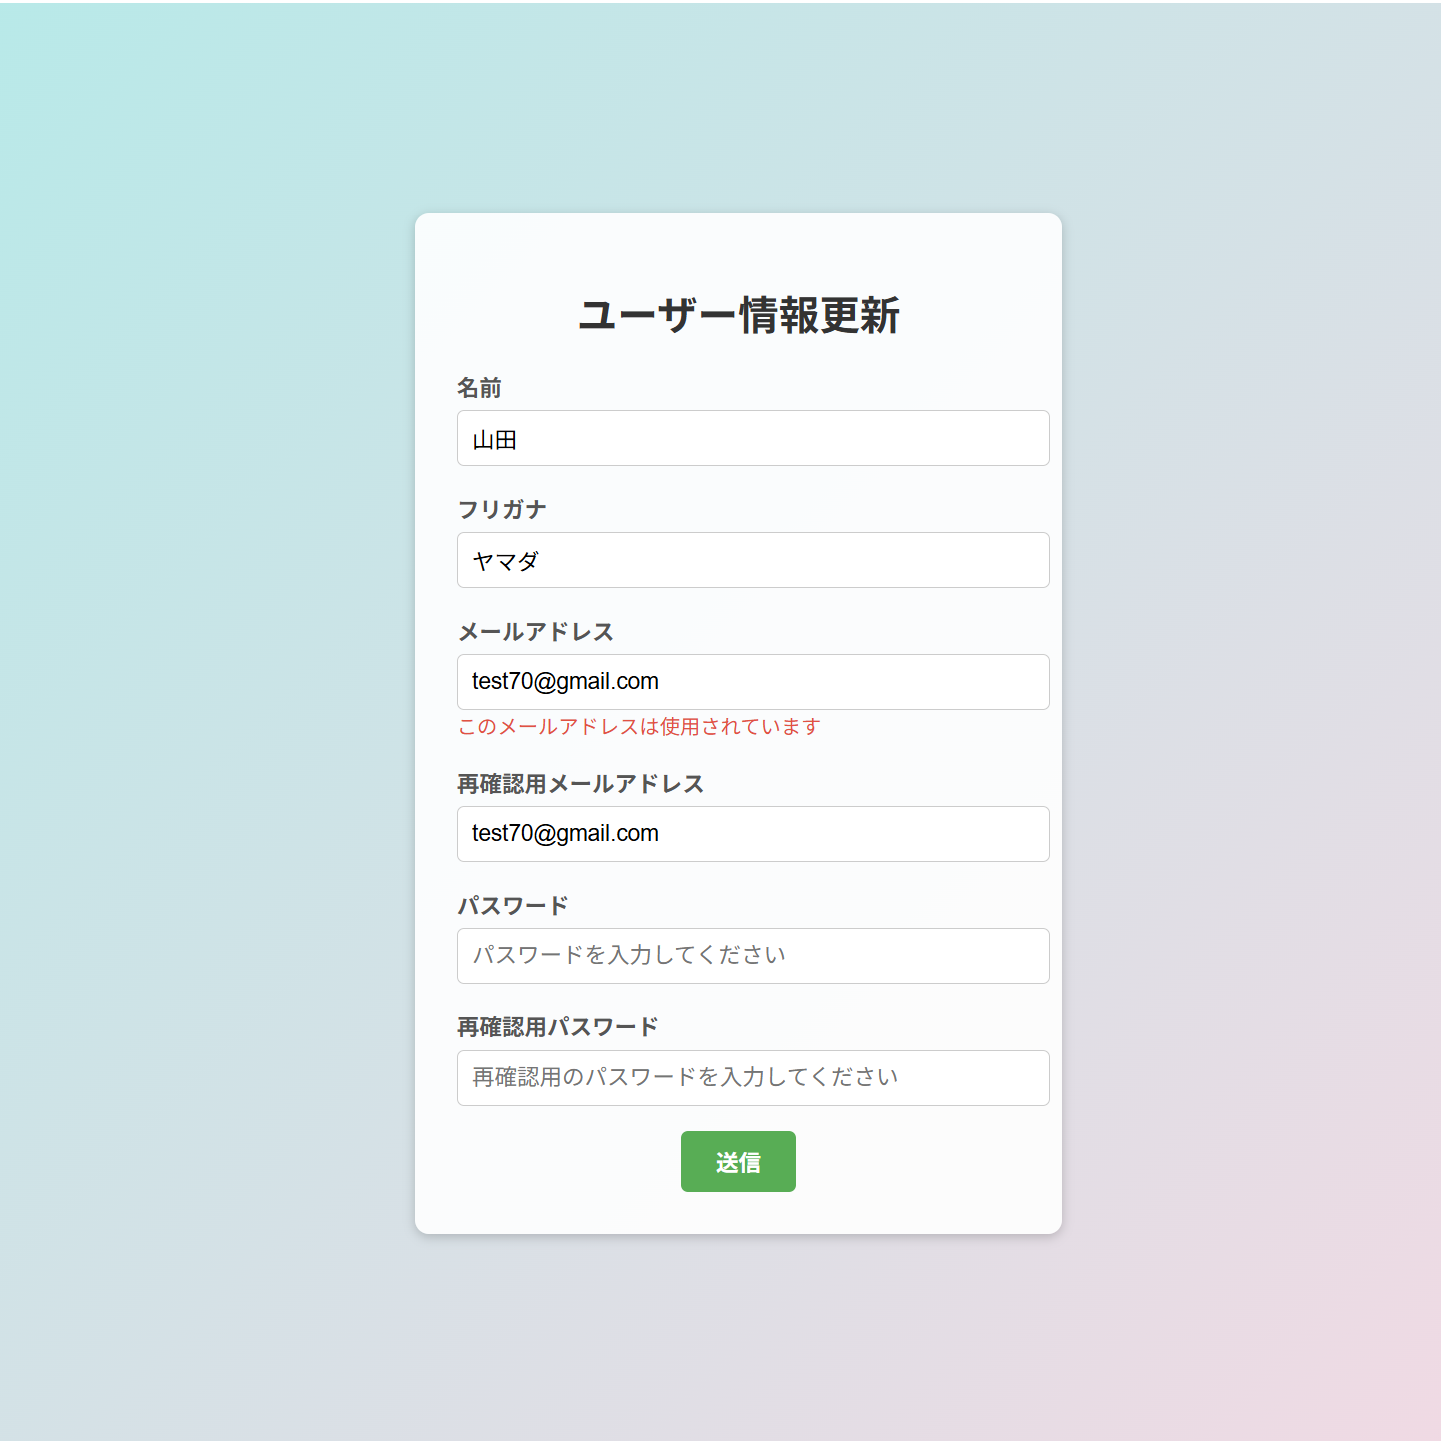 ユーザー情報更新
名前
山田
フリガナ
ヤマダ
メールアドレス
test70@gmail.com
このメールアドレスは使用されています
再確認用メールアドレス
test70@gmail.com
パスワード
パスワードを入力してください
再確認用パスワード
再確認用のパスワードを入力してください
送信